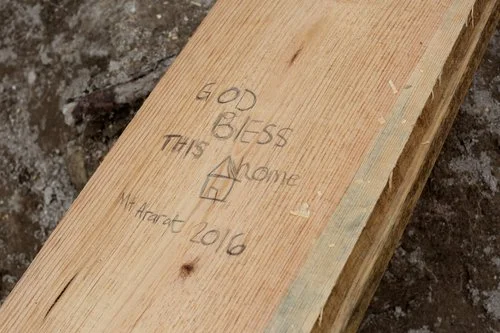 GOD
BLESS
THIS home
Mt Ararat 2016